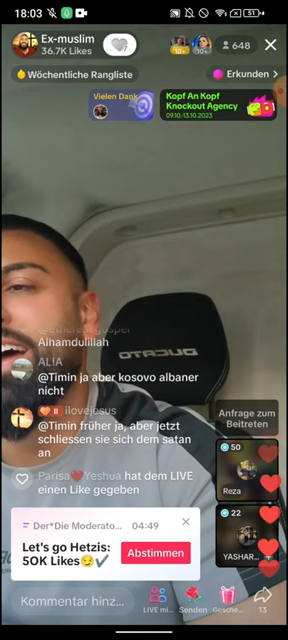 18:03
51
Ex-muslim
36.7K Likes
10+
10+
648
Wöchentliche Rangliste
Erkunden >
Vielen Dank
Kopf An Kopf
Knockout Agency
09.10-13.10.2023
DUCATO
Alhamdulillah
AL!A
@Timin ja aber kosovo albaner
nicht
ilovejesus
@Timin früher ja, aber jetzt
schliessen sie sich dem satan
an
Anfrage zum
Beitreten
50
Reza
Parisa❤️Yeshua hat dem LIVE
einen Like gegeben
22
YASHAR...
Der*Die Moderato... 04:49
Let's go Hetzis:
50K Likes😏✔️
Abstimmen
Kommentar hinz...
LIVE mi...
Senden
Gesche...
13